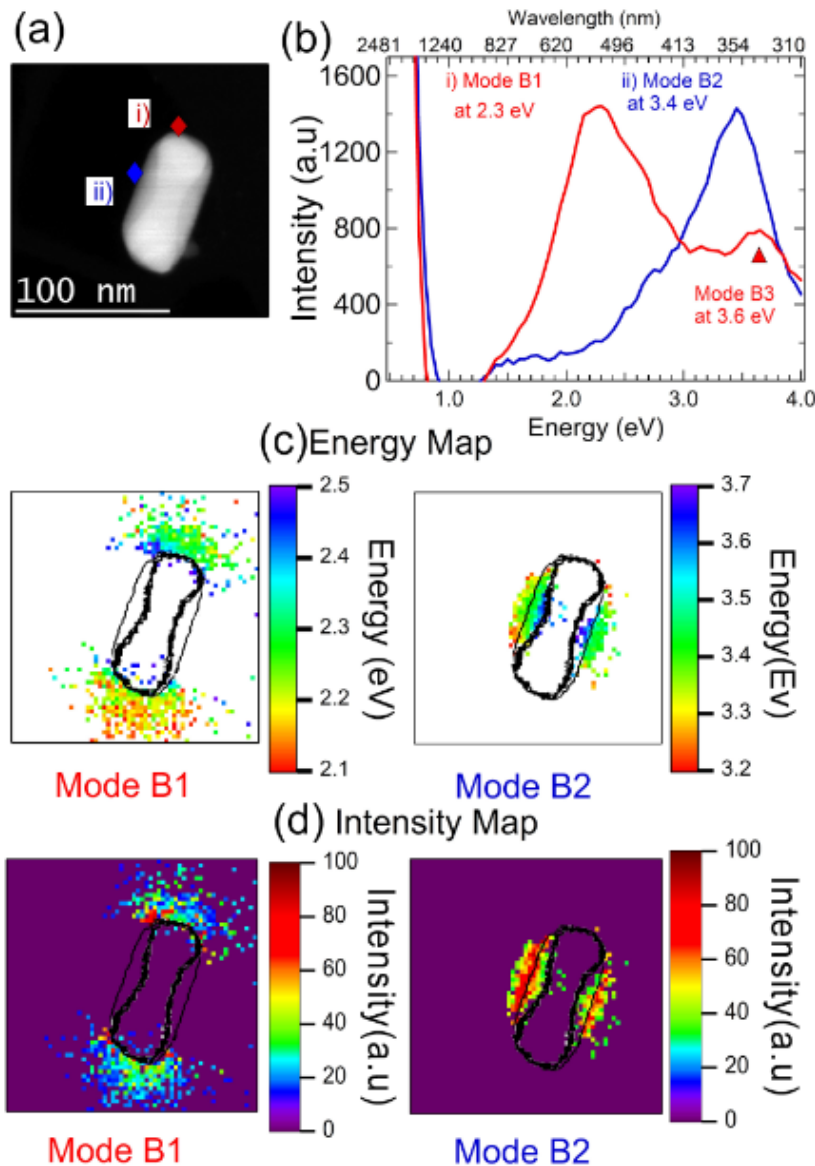 (a)
i)
ii)
100 nm
(b)
Wavelength (nm)
2481 1240 827 620 496 413 354 310
i) Mode B1
at 2.3 eV
ii) Mode B2
at 3.4 eV
Mode B3
at 3.6 eV
Intensity (a.u)
1600
1200
800
400
0
1.0 2.0 3.0 4.0
Energy (eV)
(c) Energy Map
2.5
2.4
2.3
2.2
2.1
Energy (eV)
Mode B1
3.7
3.6
3.5
3.4
3.3
3.2
Energy(Ev)
Mode B2
(d) Intensity Map
100
80
60
40
20
0
Intensity(a.u)
Mode B1
100
80
60
40
20
0
Intensity(a.u)
Mode B2